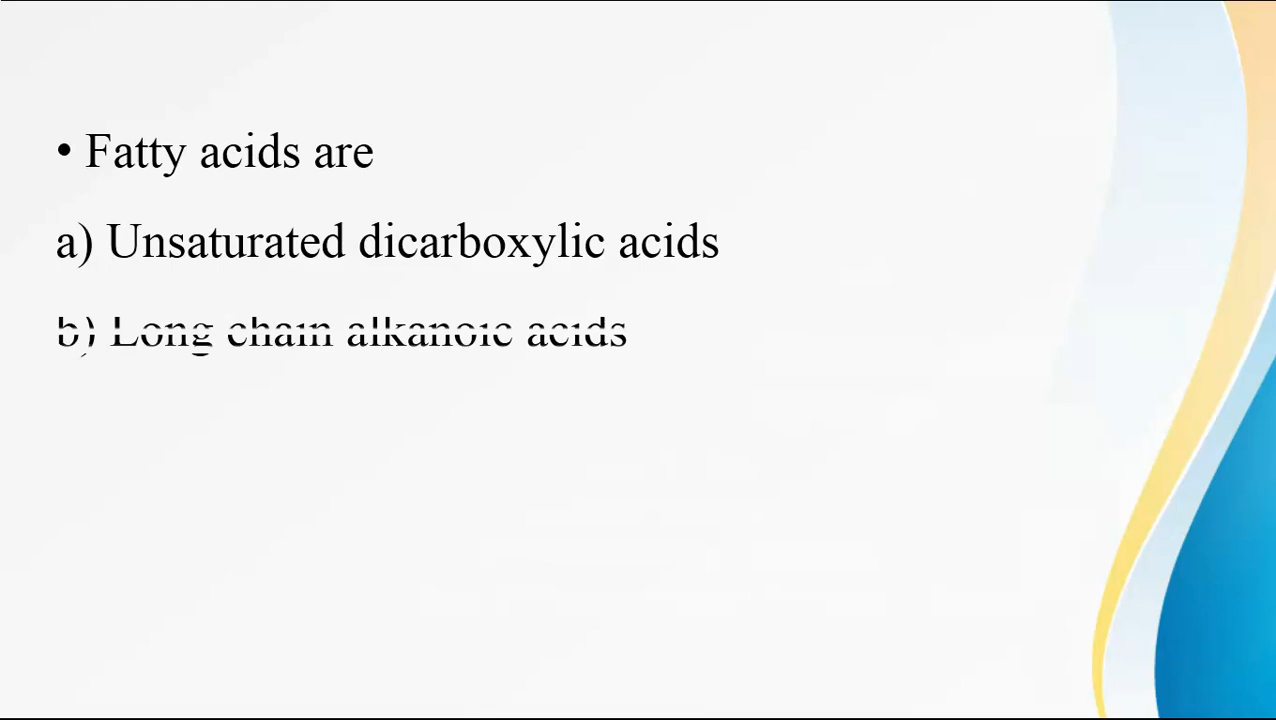 • Fatty acids are
a) Unsaturated dicarboxylic acids
b) Long chain alkanoic acids